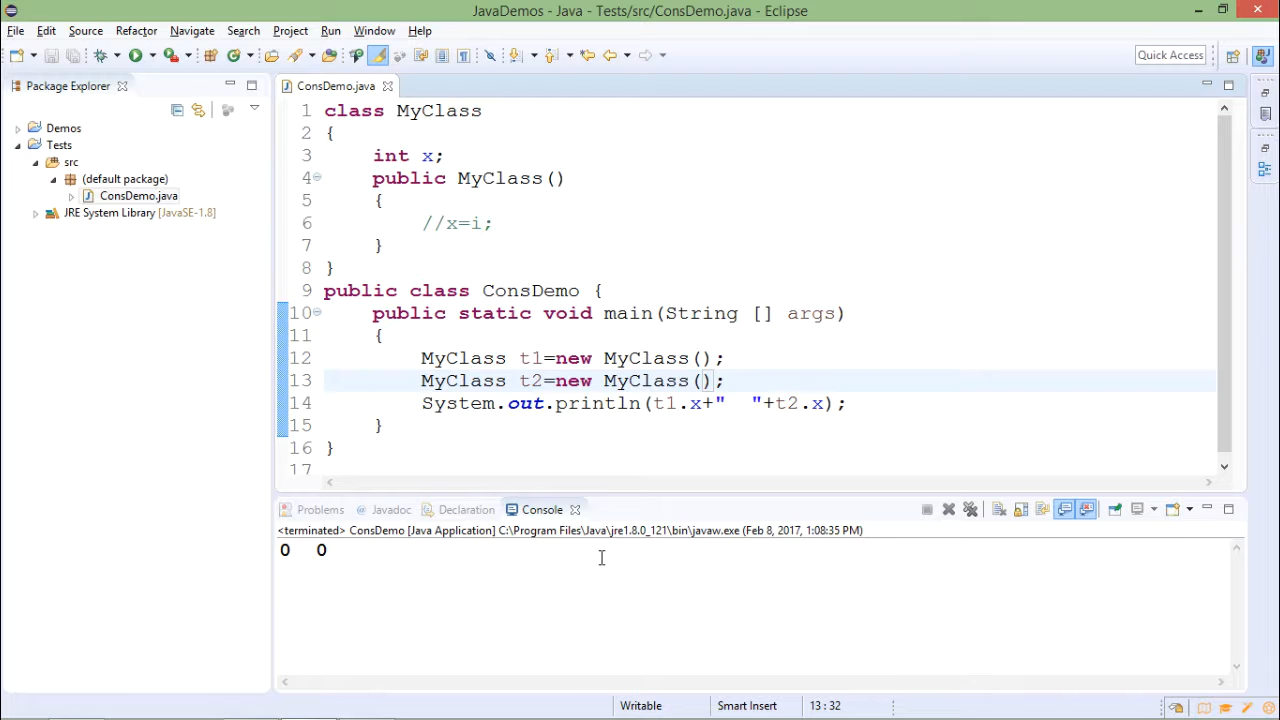 JavaDemos - Java - Tests/src/ConsDemo.java - Eclipse
File Edit Source Refactor Navigate Search Project Run Window Help
Quick Access
Package Explorer
Demos
Tests
src
(default package)
ConsDemo.java
JRE System Library [JavaSE-1.8]
ConsDemo.java
1 class MyClass
2 {
3 int x;
4 public MyClass()
5 {
6 //x=i;
7 }
8 }
9 public class ConsDemo {
10 public static void main(String [] args)
11 {
12 MyClass t1=new MyClass();
13 MyClass t2=new MyClass();
14 System.out.println(t1.x+"  "+t2.x);
15 }
16 }
17
Problems Javadoc Declaration Console
<terminated> ConsDemo [Java Application] C:\Program Files\Java\jre1.8.0_121\bin\javaw.exe (Feb 8, 2017, 1:08:35 PM)
0  0
Writable Smart Insert 13 : 32